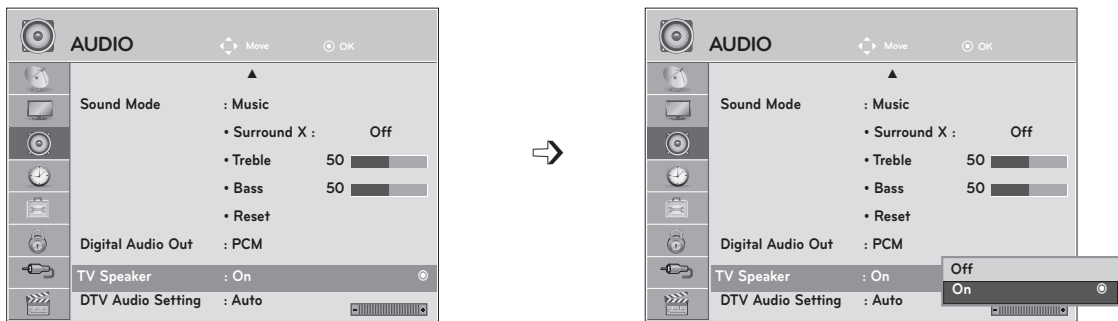 AUDIO Move OK
▲
Sound Mode : Music
• Surround X : Off
• Treble 50
• Bass 50
• Reset
Digital Audio Out : PCM
TV Speaker : On
DTV Audio Setting : Auto
- +
AUDIO Move OK
▲
Sound Mode : Music
• Surround X : Off
• Treble 50
• Bass 50
• Reset
Digital Audio Out : PCM
TV Speaker : On
DTV Audio Setting : Auto
Off
On
- +